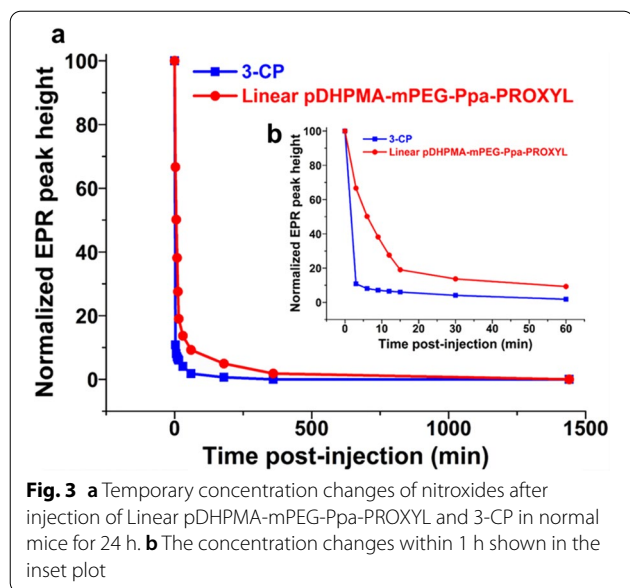 a
3-CP
Linear pDHPMA-mPEG-Ppa-PROXYL
Normalized EPR peak height
100
80
60
40
20
0
0
500
1000
1500
Time post-injection (min)
b
3-CP
Linear pDHPMA-mPEG-Ppa-PROXYL
Normalized EPR peak height
100
80
60
40
20
0
0
10
20
30
40
50
60
Time post-injection (min)
Fig. 3 a Temporary concentration changes of nitroxides after
injection of Linear pDHPMA-mPEG-Ppa-PROXYL and 3-CP in normal
mice for 24 h. b The concentration changes within 1 h shown in the
inset plot